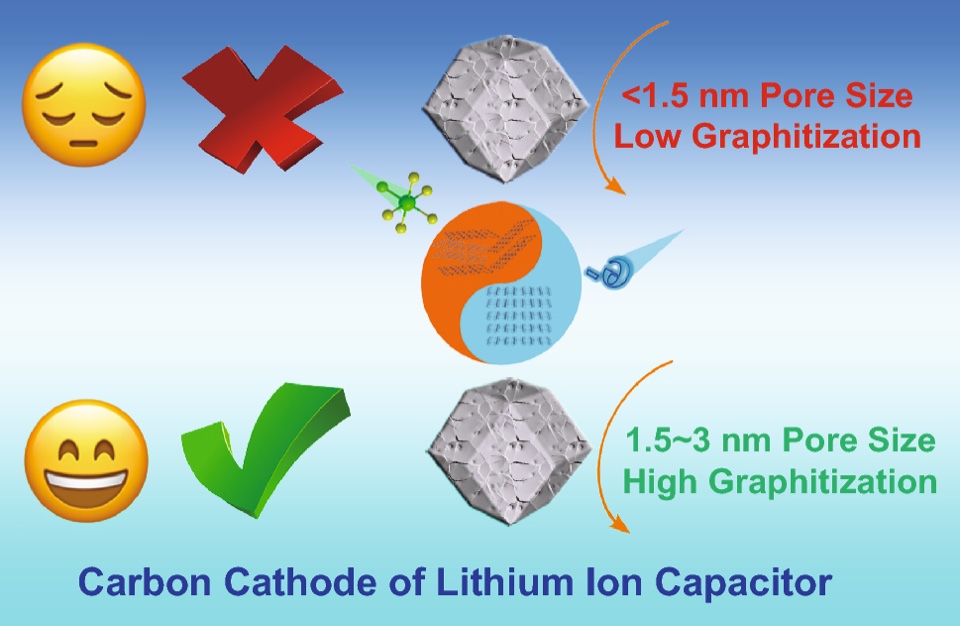 <1.5 nm Pore Size
Low Graphitization
1.5~3 nm Pore Size
High Graphitization
Carbon Cathode of Lithium Ion Capacitor